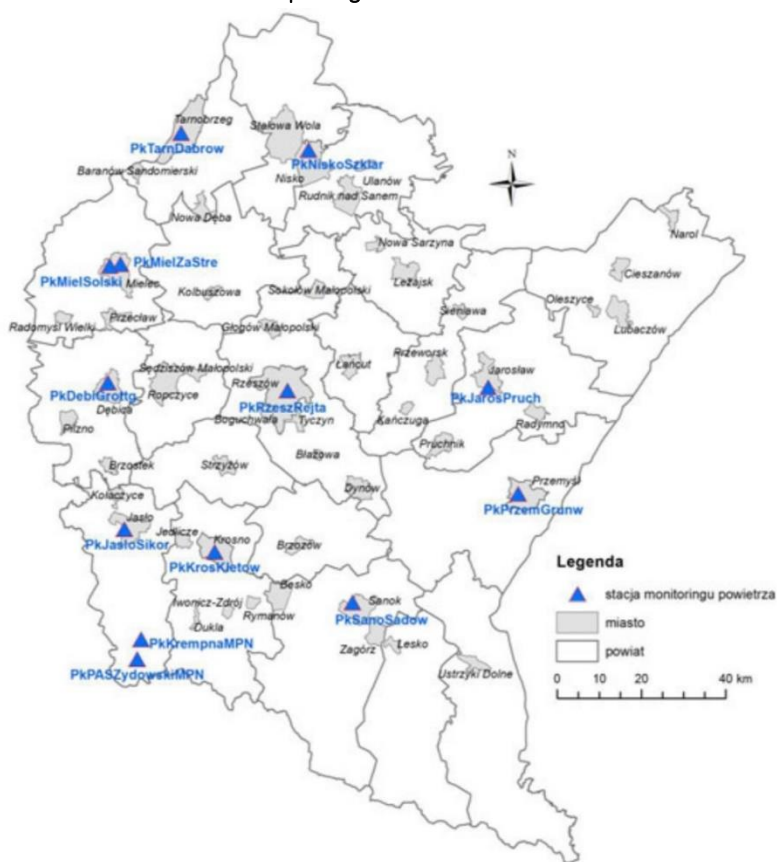 Tarnobrzeg
PkTarnDabrow
Stalowa Wola
PkNiskoSzklar
Baranów Sandomierski
Nisko
Ulanów
Rudnik nad Sanem
N
Nowa Dęba
Narol
Nowa Sarzyna
PkMielZaStre
PkMielSolski
Mielec
Leżajsk
Cieszanów
Kolbuszowa
Sokołów Małopolski
Oleszyce
Sieniawa
Radomyśl Wielki
Przecław
Głogów Małopolski
Lubaczów
Przeworsk
Sędziszów Małopolski
Łańcut
Jarosław
Rzeszów
PkDebiGrottg
Ropczyce
PkRzeszRejta
PkJarosPruch
Dębica
Pilzno
Boguchwała
Tyczyn
Kańczuga
Radymno
Pruchnik
Brzostek
Strzyżów
Błażowa
Dynów
Przemyśl
Kołaczyce
PkPrzemGrunw
Jasło
Jedlicze
Krosno
PkJasłoSikor
Brzozów
PkKrosKletow
Legenda
Besko
stacja monitoringu powietrza
Iwonicz-Zdrój
Sanok
Rymanów
PkSanoSadow
miasto
Dukla
PkKrempnaMPN
Zagórz
Lesko
powiat
PkPASZydowskiMPN
Ustrzyki Dolne
0 10 20 40 km